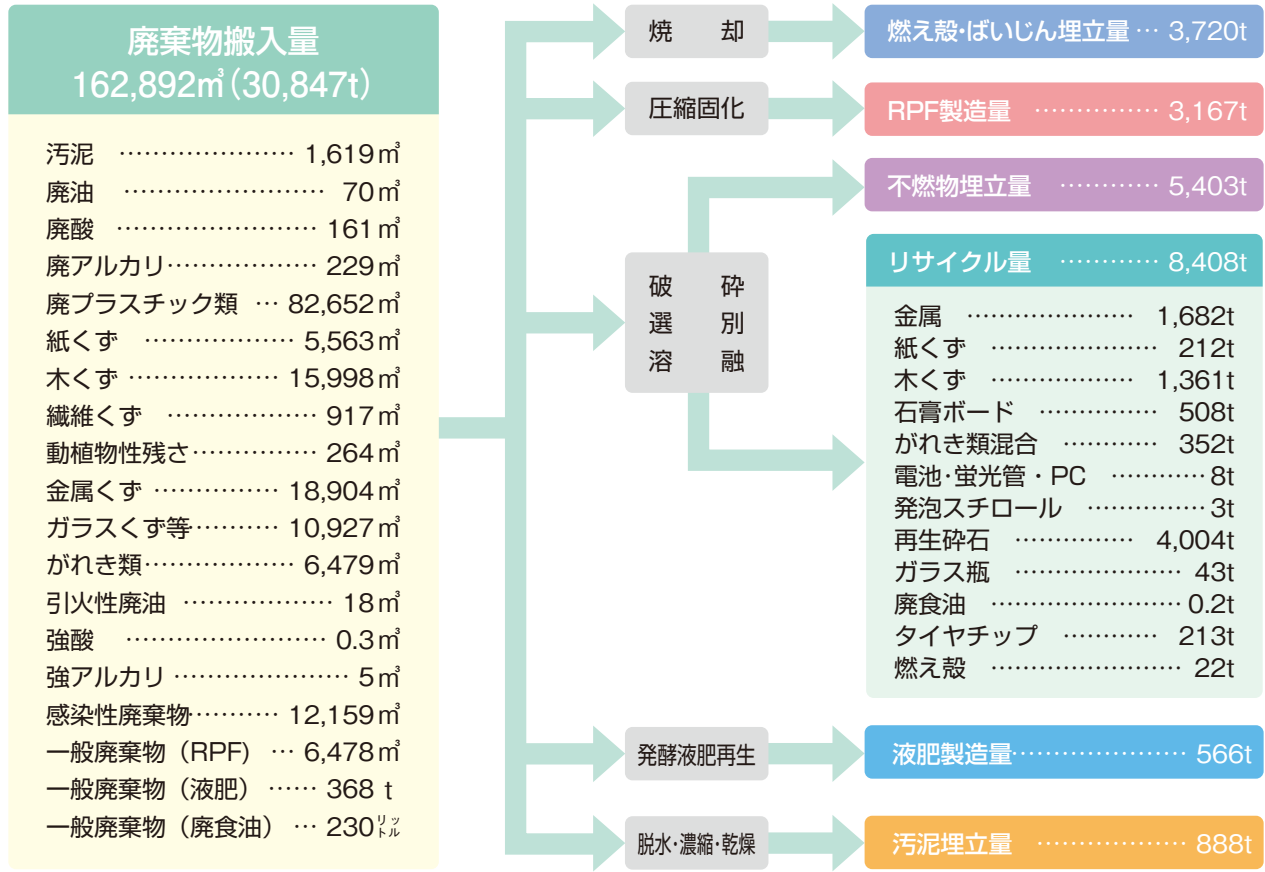 廃棄物搬入量
162,892㎥(30,847t)
汚泥 ………………… 1,619㎥
廃油 …………………… 70㎥
廃酸 …………………… 161㎥
廃アルカリ……………… 229㎥
廃プラスチック類 … 82,652㎥
紙くず ……………… 5,563㎥
木くず ……………… 15,998㎥
繊維くず ……………… 917㎥
動植物性残さ…………… 264㎥
金属くず …………… 18,904㎥
ガラスくず等………… 10,927㎥
がれき類……………… 6,479㎥
引火性廃油 ……………… 18㎥
強酸 …………………… 0.3㎥
強アルカリ ………………… 5㎥
感染性廃棄物………… 12,159㎥
一般廃棄物（RPF） … 6,478㎥
一般廃棄物（液肥） …… 368 t
一般廃棄物（廃食油） … 230リットル
焼 却
燃え殻・ばいじん埋立量 … 3,720t
圧縮固化
RPF製造量 …………… 3,167t
破 砕
選 別
溶 融
不燃物埋立量 ………… 5,403t
リサイクル量 ………… 8,408t
金属 ………………… 1,682t
紙くず ………………… 212t
木くず ……………… 1,361t
石膏ボード …………… 508t
がれき類混合 ………… 352t
電池・蛍光管・PC …………8t
発泡スチロール ……………3t
再生砕石 …………… 4,004t
ガラス瓶 ………………… 43t
廃食油 ……………………0.2t
タイヤチップ ………… 213t
燃え殻 …………………… 22t
発酵液肥再生
液肥製造量………………… 566t
脱水・濃縮・乾燥
汚泥埋立量 ……………… 888t